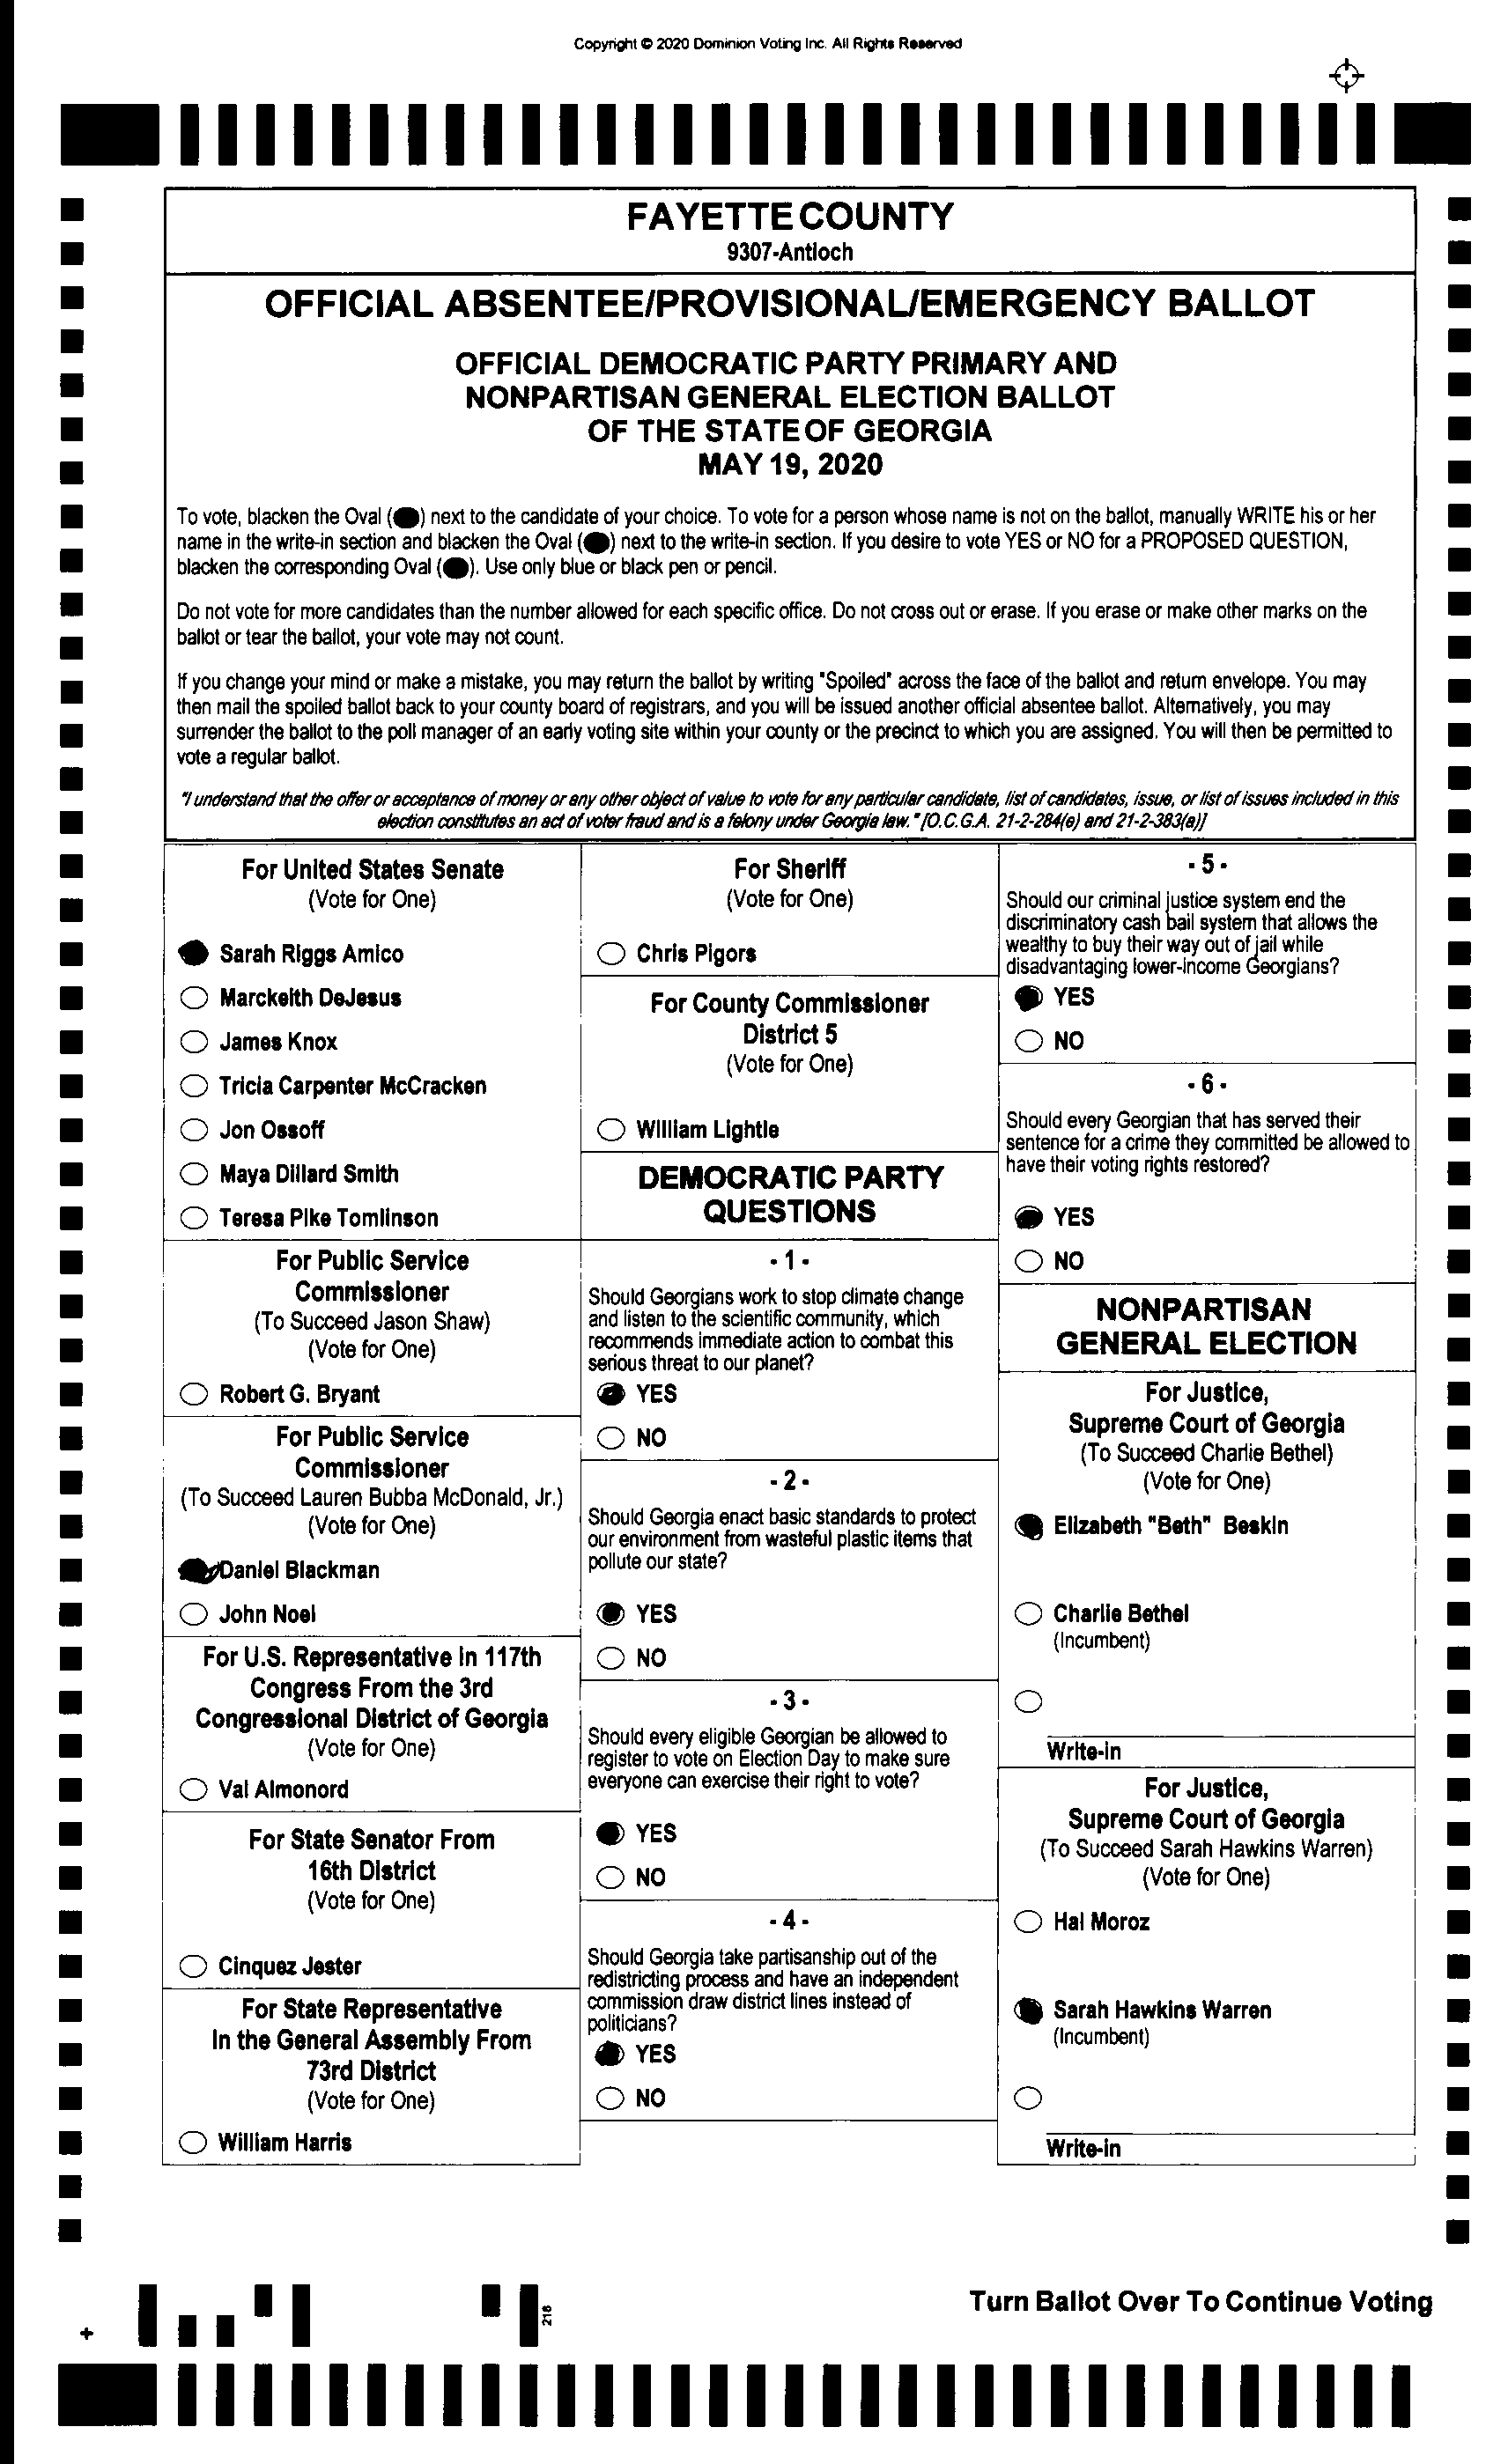 Copyright © 2020 Dominion Voting Inc. All Rights Reserved
FAYETTE COUNTY
9307-Antioch
OFFICIAL ABSENTEE/PROVISIONAL/EMERGENCY BALLOT
OFFICIAL DEMOCRATIC PARTY PRIMARY AND
NONPARTISAN GENERAL ELECTION BALLOT
OF THE STATE OF GEORGIA
MAY 19, 2020
To vote, blacken the Oval ( ) next to the candidate of your choice. To vote for a person whose name is not on the ballot, manually WRITE his or her
name in the write-in section and blacken the Oval ( ) next to the write-in section. If you desire to vote YES or NO for a PROPOSED QUESTION,
blacken the corresponding Oval ( ). Use only blue or black pen or pencil.
Do not vote for more candidates than the number allowed for each specific office. Do not cross out or erase. If you erase or make other marks on the
ballot or tear the ballot, your vote may not count.
If you change your mind or make a mistake, you may return the ballot by writing "Spoiled" across the face of the ballot and return envelope. You may
then mail the spoiled ballot back to your county board of registrars, and you will be issued another official absentee ballot. Alternatively, you may
surrender the ballot to the poll manager of an early voting site within your county or the precinct to which you are assigned. You will then be permitted to
vote a regular ballot.
"I understand that the offer or acceptance of money or any other object of value to vote for any particular candidate, list of candidates, issue, or list of issues included in this
election constitutes an act of voter fraud and is a felony under Georgia law." [O.C.G.A. 21-2-284(e) and 21-2-383(a)]
For United States Senate
(Vote for One)
Sarah Riggs Amico
Marckeith DeJesus
James Knox
Tricia Carpenter McCracken
Jon Ossoff
Maya Dillard Smith
Teresa Pike Tomlinson
For Public Service
Commissioner
(To Succeed Jason Shaw)
(Vote for One)
Robert G. Bryant
For Public Service
Commissioner
(To Succeed Lauren Bubba McDonald, Jr.)
(Vote for One)
Daniel Blackman
John Noel
For U.S. Representative in 117th
Congress From the 3rd
Congressional District of Georgia
(Vote for One)
Val Almonord
For State Senator From
16th District
(Vote for One)
Cinquez Jester
For State Representative
In the General Assembly From
73rd District
(Vote for One)
William Harris
For Sheriff
(Vote for One)
Chris Pigors
For County Commissioner
District 5
(Vote for One)
William Lightle
DEMOCRATIC PARTY
QUESTIONS
- 1 -
Should Georgians work to stop climate change
and listen to the scientific community, which
recommends immediate action to combat this
serious threat to our planet?
YES
NO
- 2 -
Should Georgia enact basic standards to protect
our environment from wasteful plastic items that
pollute our state?
YES
NO
- 3 -
Should every eligible Georgian be allowed to
register to vote on Election Day to make sure
everyone can exercise their right to vote?
YES
NO
- 4 -
Should Georgia take partisanship out of the
redistricting process and have an independent
commission draw district lines instead of
politicians?
YES
NO
- 5 -
Should our criminal justice system end the
discriminatory cash bail system that allows the
wealthy to buy their way out of jail while
disadvantaging lower-income Georgians?
YES
NO
- 6 -
Should every Georgian that has served their
sentence for a crime they committed be allowed to
have their voting rights restored?
YES
NO
NONPARTISAN
GENERAL ELECTION
For Justice,
Supreme Court of Georgia
(To Succeed Charlie Bethel)
(Vote for One)
Elizabeth "Beth" Beskin
Charlie Bethel
(Incumbent)
Write-in
For Justice,
Supreme Court of Georgia
(To Succeed Sarah Hawkins Warren)
(Vote for One)
Hal Moroz
Sarah Hawkins Warren
(Incumbent)
Write-in
216
Turn Ballot Over To Continue Voting